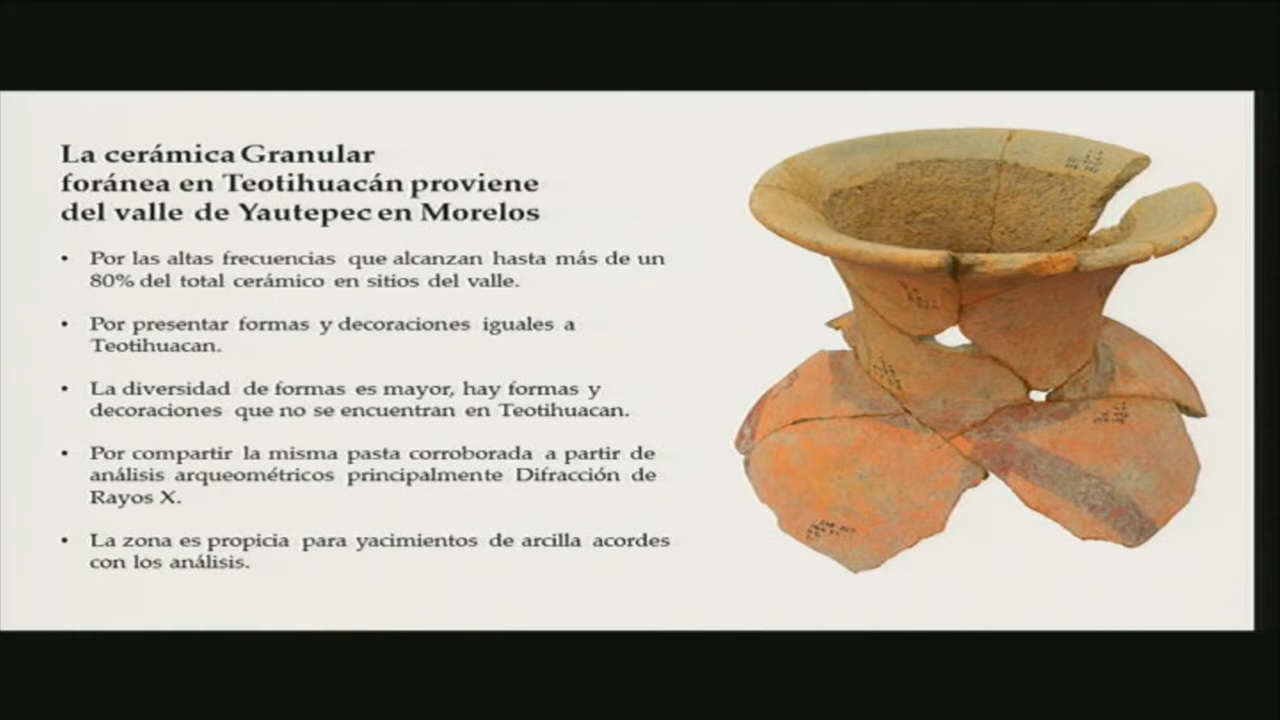 La cerámica Granular
foránea en Teotihuacán proviene
del valle de Yautepec en Morelos
• Por las altas frecuencias que alcanzan hasta más de un
80% del total cerámico en sitios del valle.
• Por presentar formas y decoraciones iguales a
Teotihuacan.
• La diversidad de formas es mayor, hay formas y
decoraciones que no se encuentran en Teotihuacan.
• Por compartir la misma pasta corroborada a partir de
análisis arqueométricos principalmente Difracción de
Rayos X.
• La zona es propicia para yacimientos de arcilla acordes
con los análisis.